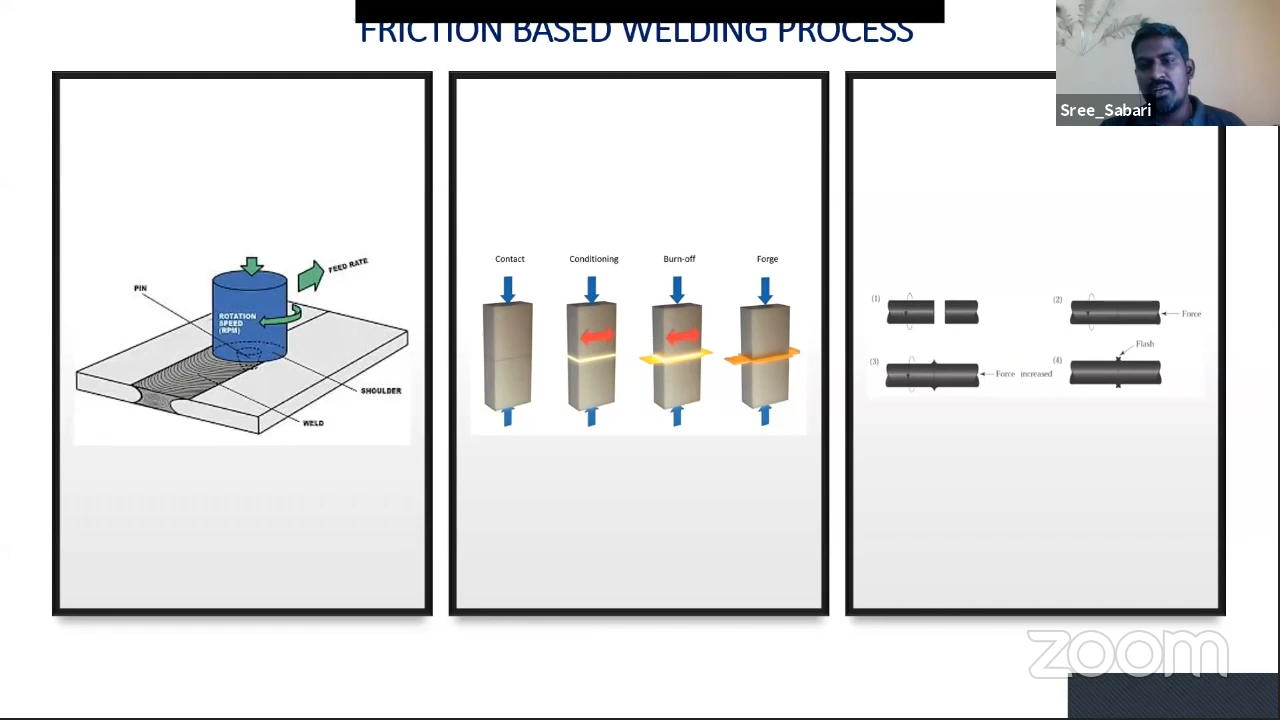 FRICTION BASED WELDING PROCESS
Sree_Sabari
FEED RATE
PIN
ROTATION
SPEED
(RPM)
SHOULDER
WELD
Contact
Conditioning
Burn-off
Forge
(1)
(2)
Force
Flash
(3)
Force increased
(4)
zoom